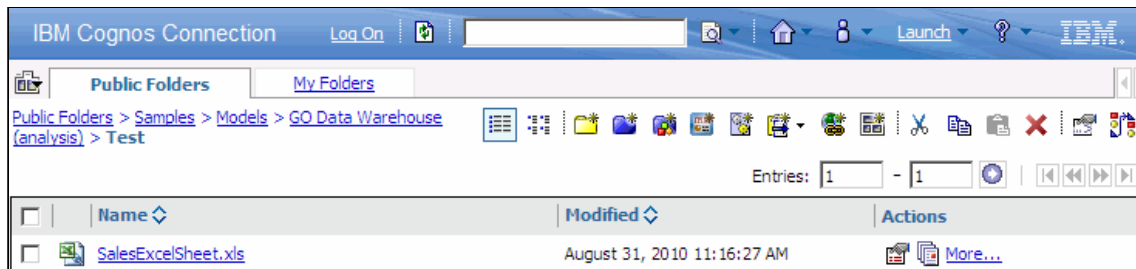 IBM Cognos Connection Log On Launch IBM.
Public Folders My Folders
Public Folders > Samples > Models > GO Data Warehouse
(analysis) > Test
Entries: 1 - 1
Name Modified Actions
SalesExcelSheet.xls August 31, 2010 11:16:27 AM More...